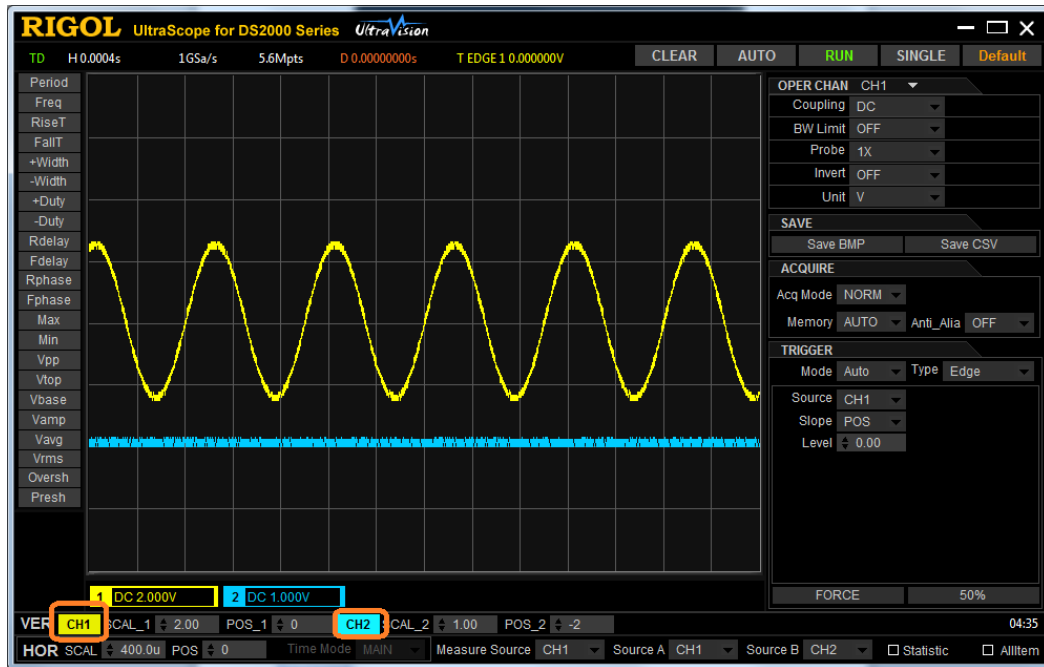 RIGOL UltraScope for DS2000 Series UltraVision
TD H 0.0004s 1GSa/s 5.6Mpts D 0.00000000s T EDGE 1 0.000000V CLEAR AUTO RUN SINGLE Default
Period
Freq
RiseT
FallT
+Width
-Width
+Duty
-Duty
Rdelay
Fdelay
Rphase
Fphase
Max
Min
Vpp
Vtop
Vbase
Vamp
Vavg
Vrms
Oversh
Presh
OPER CHAN CH1
Coupling DC
BW Limit OFF
Probe 1X
Invert OFF
Unit V
SAVE
Save BMP Save CSV
ACQUIRE
Acq Mode NORM
Memory AUTO Anti_Alia OFF
TRIGGER
Mode Auto Type Edge
Source CH1
Slope POS
Level 0.00
FORCE 50%
1 DC 2.000V 2 DC 1.000V
VER CH1 SCAL_1 2.00 POS_1 0 CH2 SCAL_2 1.00 POS_2 -2 04:35
HOR SCAL 400.0u POS 0 Time Mode MAIN Measure Source CH1 Source A CH1 Source B CH2 Statistic AllItem